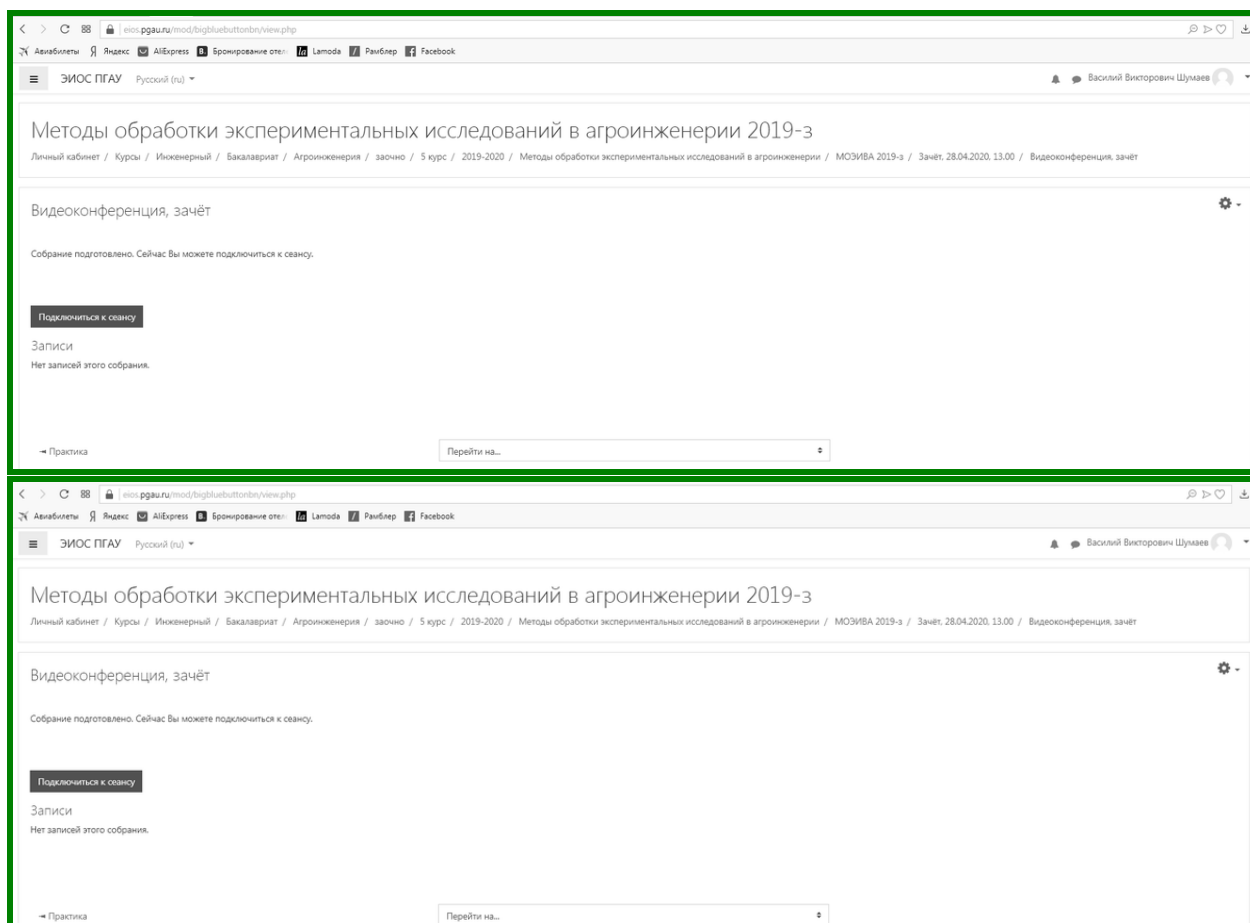 eios.pgau.ru/mod/bigbluebuttonbn/view.php
Авиабилеты Яндекс AliExpress Бронирование отел Lamoda Рамблер Facebook
ЭИОС ПГАУ Русский (ru) Василий Викторович Шумаев
Методы обработки экспериментальных исследований в агроинженерии 2019-з
Личный кабинет / Курсы / Инженерный / Бакалавриат / Агроинженерия / заочно / 5 курс / 2019-2020 / Методы обработки экспериментальных исследований в агроинженерии / МОЭИВА 2019-з / Зачёт, 28.04.2020, 13.00 / Видеоконференция, зачёт
Видеоконференция, зачёт
Собрание подготовлено. Сейчас Вы можете подключиться к сеансу.
Подключиться к сеансу
Записи
Нет записей этого собрания.
◄ Практика Перейти на...
eios.pgau.ru/mod/bigbluebuttonbn/view.php
Авиабилеты Яндекс AliExpress Бронирование отел Lamoda Рамблер Facebook
ЭИОС ПГАУ Русский (ru) Василий Викторович Шумаев
Методы обработки экспериментальных исследований в агроинженерии 2019-з
Личный кабинет / Курсы / Инженерный / Бакалавриат / Агроинженерия / заочно / 5 курс / 2019-2020 / Методы обработки экспериментальных исследований в агроинженерии / МОЭИВА 2019-з / Зачёт, 28.04.2020, 13.00 / Видеоконференция, зачёт
Видеоконференция, зачёт
Собрание подготовлено. Сейчас Вы можете подключиться к сеансу.
Подключиться к сеансу
Записи
Нет записей этого собрания.
◄ Практика Перейти на...